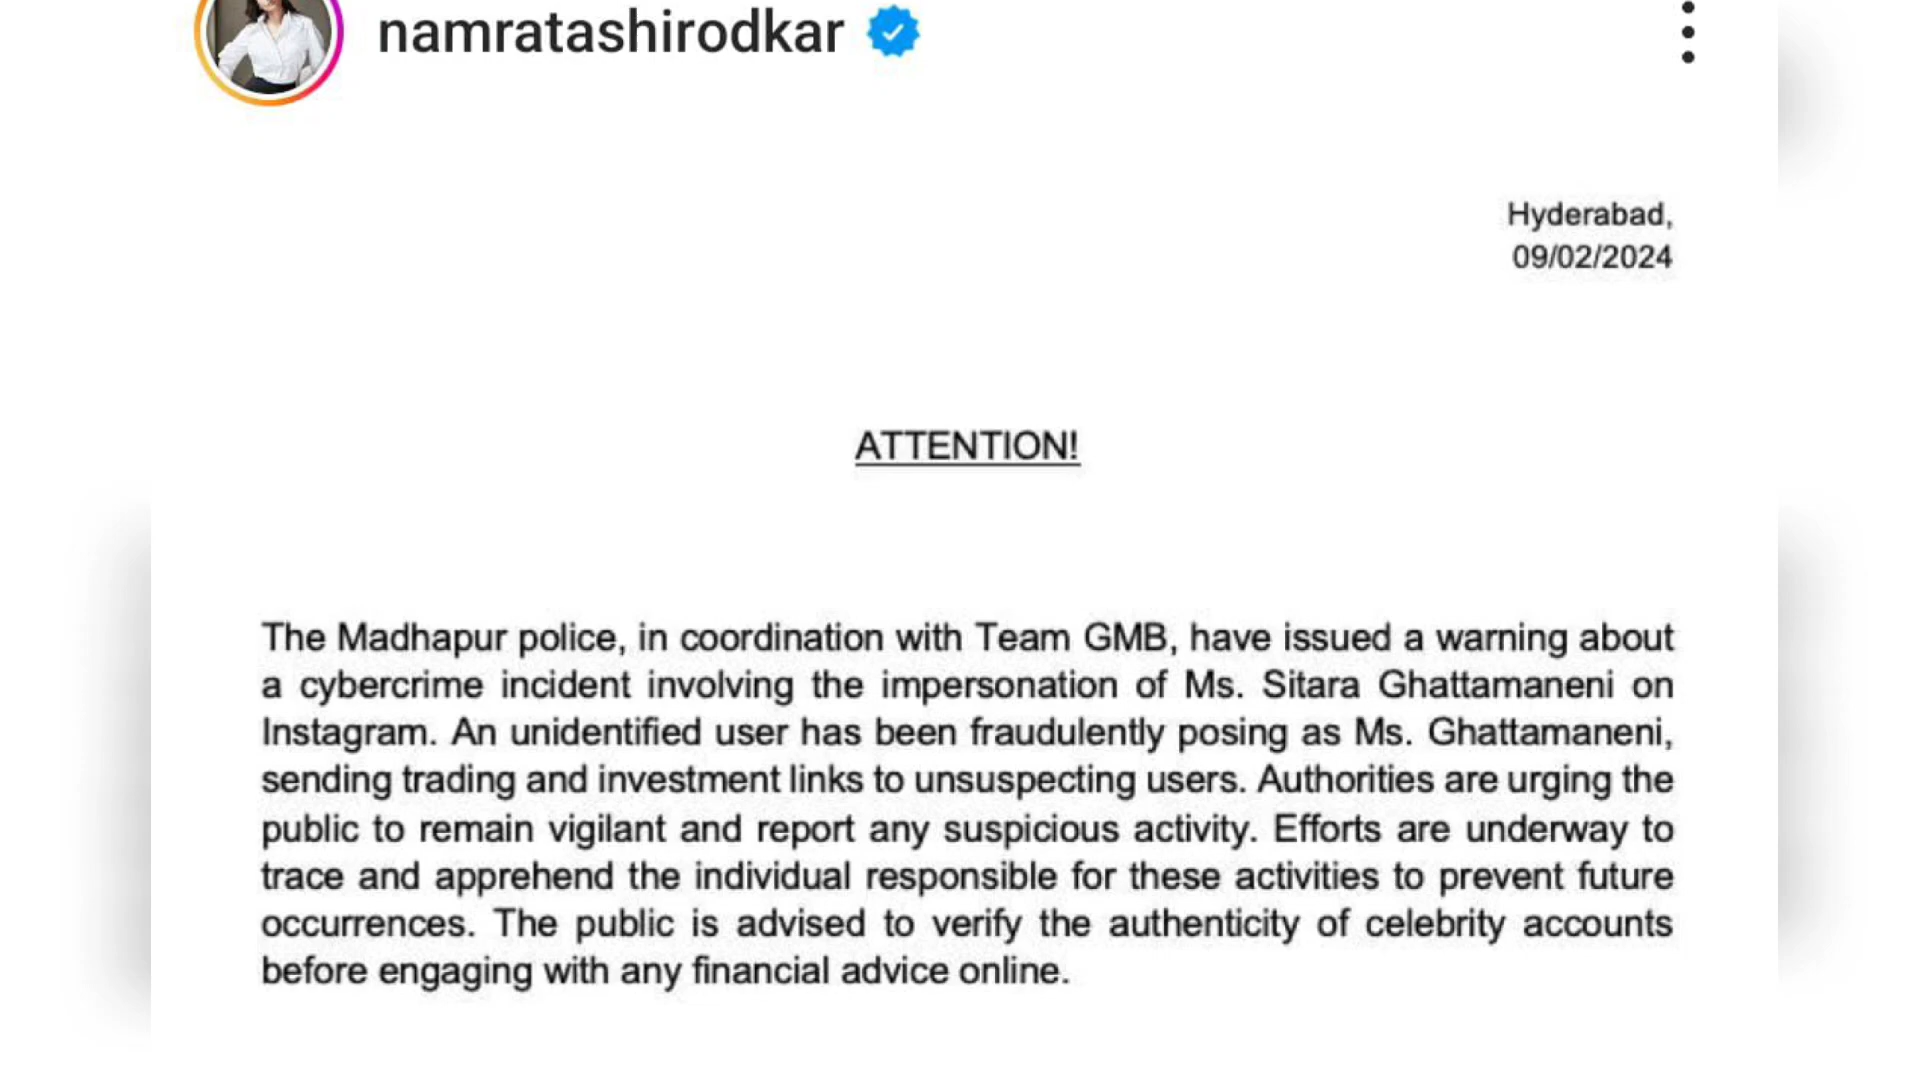 namratashirodkar
Hyderabad,
09/02/2024
ATTENTION!
The Madhapur police, in coordination with Team GMB, have issued a warning about
a cybercrime incident involving the impersonation of Ms. Sitara Ghattamaneni on
Instagram. An unidentified user has been fraudulently posing as Ms. Ghattamaneni,
sending trading and investment links to unsuspecting users. Authorities are urging the
public to remain vigilant and report any suspicious activity. Efforts are underway to
trace and apprehend the individual responsible for these activities to prevent future
occurrences. The public is advised to verify the authenticity of celebrity accounts
before engaging with any financial advice online.